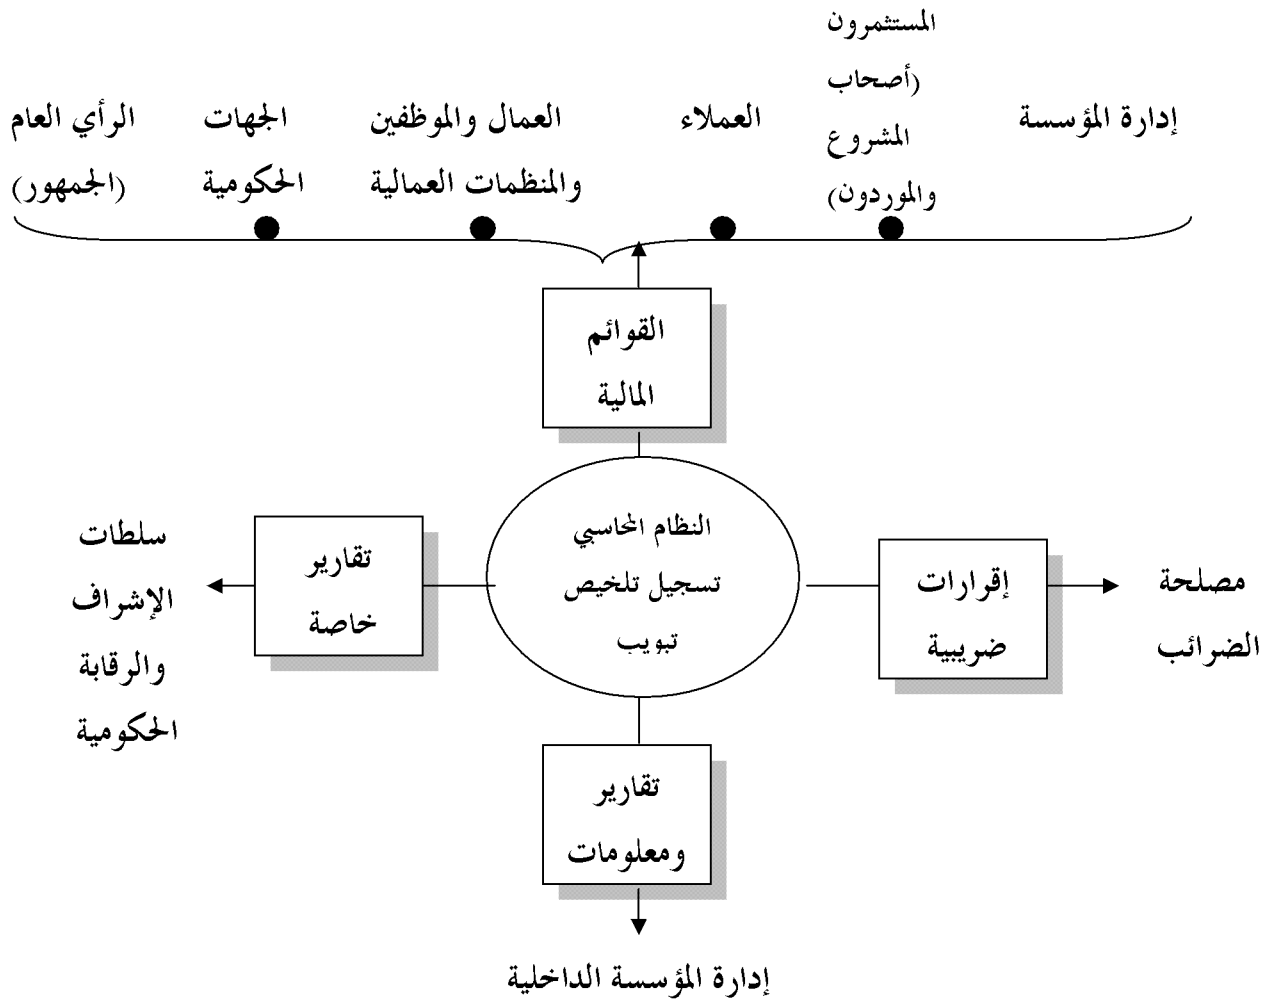 إدارة المؤسسة
المستثمرون
(أصحاب
المشروع
والموردون)
العملاء
العمال والموظفين
والمنظمات العمالية
الجهات
الحكومية
الرأي العام
(الجمهور)
القوائم
المالية
النظام المحاسبي
تسجيل تلخيص
تبويب
إقرارات
ضريبية
مصلحة
الضرائب
تقارير
خاصة
سلطات
الإشراف
والرقابة
الحكومية
تقارير
ومعلومات
إدارة المؤسسة الداخلية